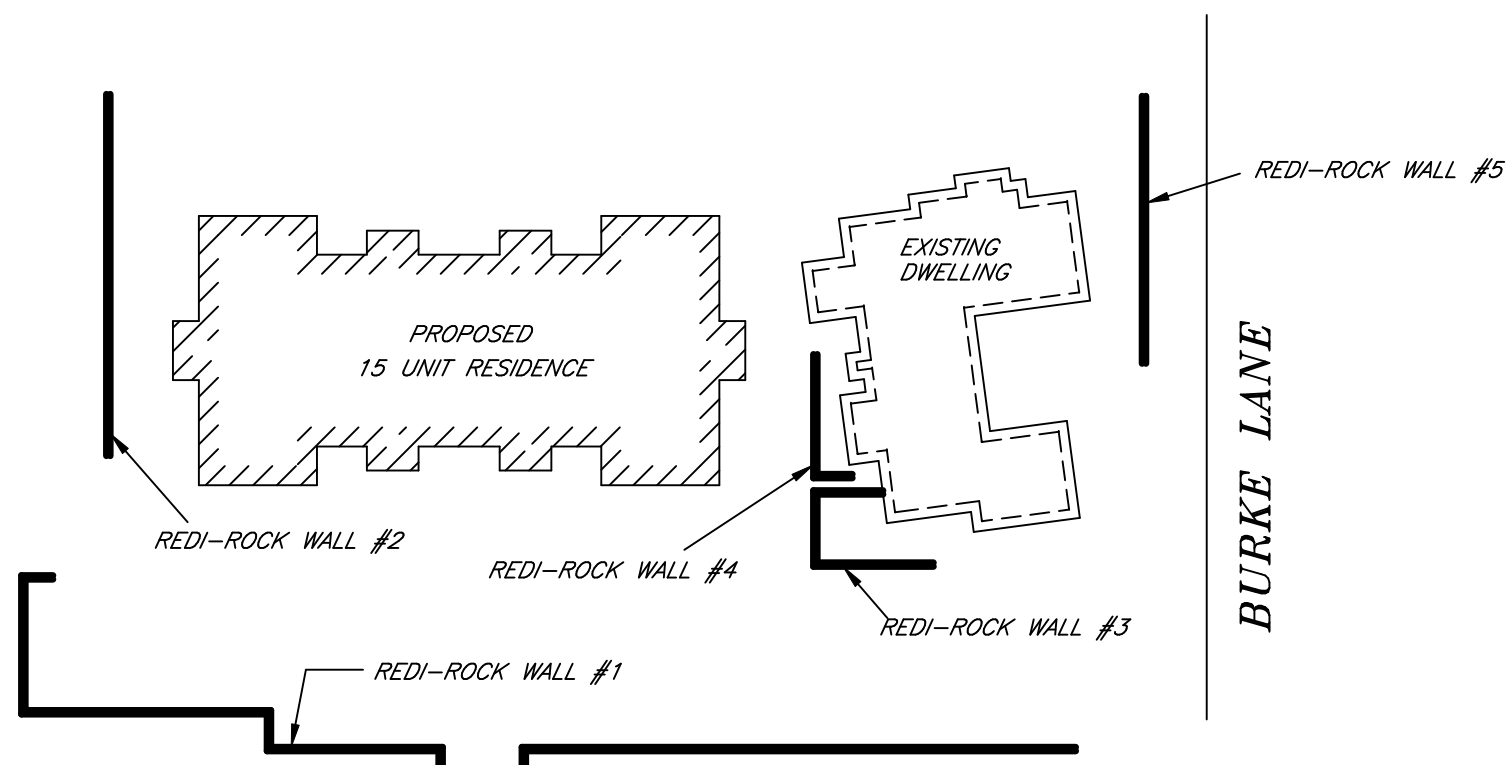 REDI-ROCK WALL #5
EXISTING
DWELLING
PROPOSED
15 UNIT RESIDENCE
BURKE LANE
REDI-ROCK WALL #2
REDI-ROCK WALL #4
REDI-ROCK WALL #3
REDI-ROCK WALL #1